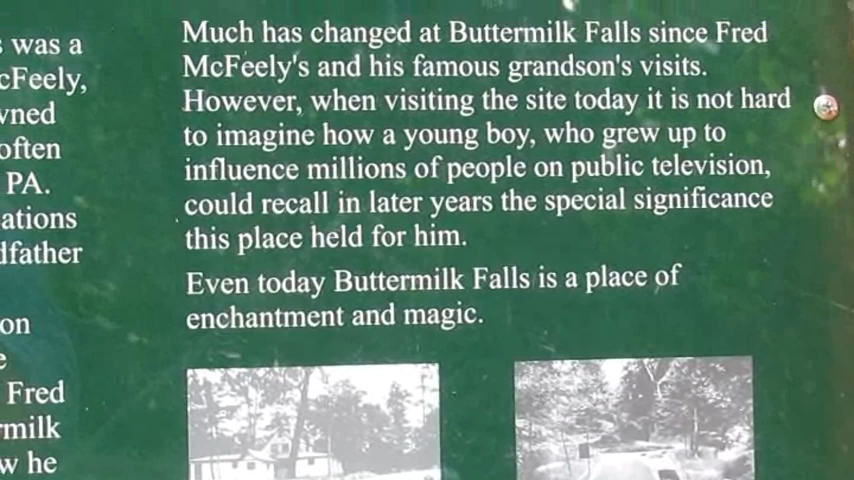 s was a
cFeely,
wned
often
PA.
ations
dfather
on
e
Fred
rmilk
w he
Much has changed at Buttermilk Falls since Fred
McFeely's and his famous grandson's visits.
However, when visiting the site today it is not hard
to imagine how a young boy, who grew up to
influence millions of people on public television,
could recall in later years the special significance
this place held for him.
Even today Buttermilk Falls is a place of
enchantment and magic.